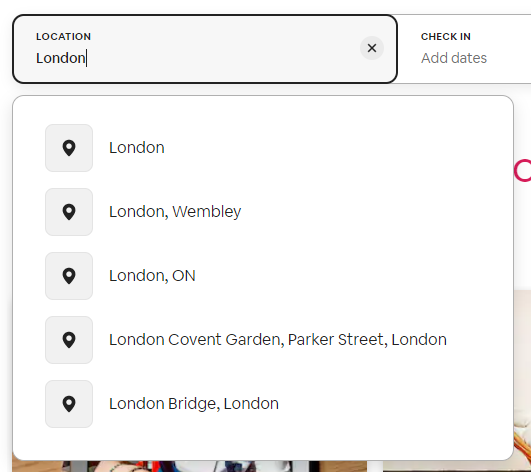 LOCATION
London
CHECK IN
Add dates
London
London, Wembley
London, ON
London Covent Garden, Parker Street, London
London Bridge, London